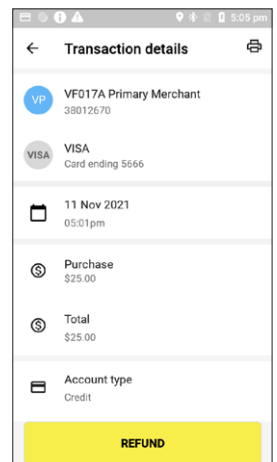 5:05 pm
Transaction details
VP
VF017A Primary Merchant
38012670
VISA
VISA
Card ending 5666
11 Nov 2021
05:01pm
Purchase
$25.00
Total
$25.00
Account type
Credit
REFUND